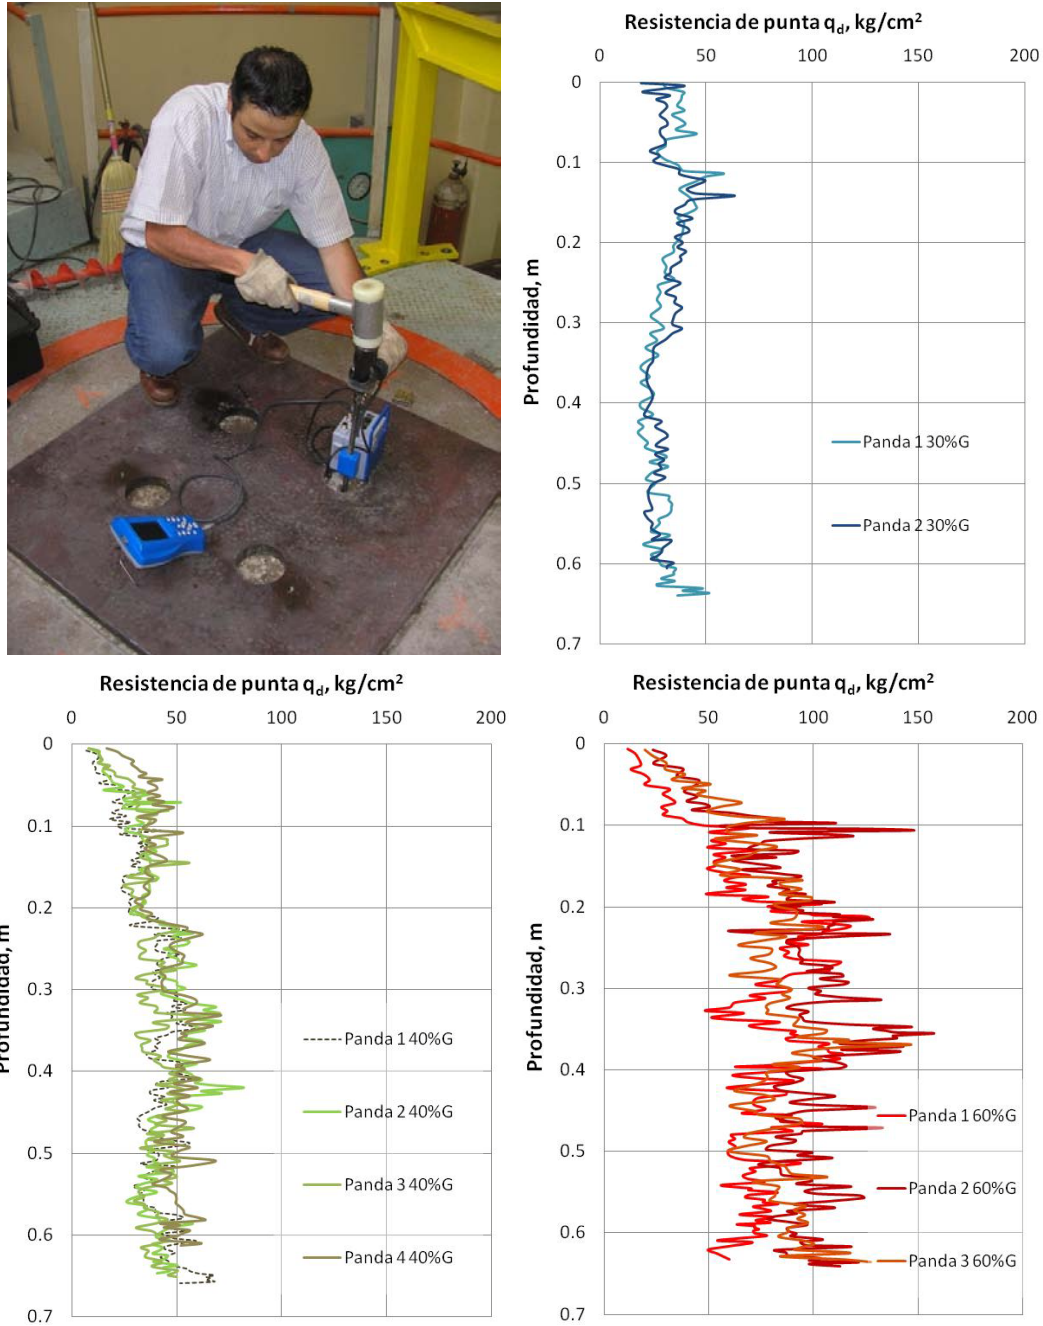 Resistencia de punta qd, kg/cm2
0 50 100 150 200
0
0.1
0.2
0.3
0.4
0.5
0.6
0.7
Profundidad, m
Panda 1 30%G
Panda 2 30%G
Resistencia de punta qd, kg/cm2
0 50 100 150 200
0
0.1
0.2
0.3
0.4
0.5
0.6
0.7
Profundidad, m
Panda 1 40%G
Panda 2 40%G
Panda 3 40%G
Panda 4 40%G
Resistencia de punta qd, kg/cm2
0 50 100 150 200
0
0.1
0.2
0.3
0.4
0.5
0.6
0.7
Profundidad, m
Panda 1 60%G
Panda 2 60%G
Panda 3 60%G